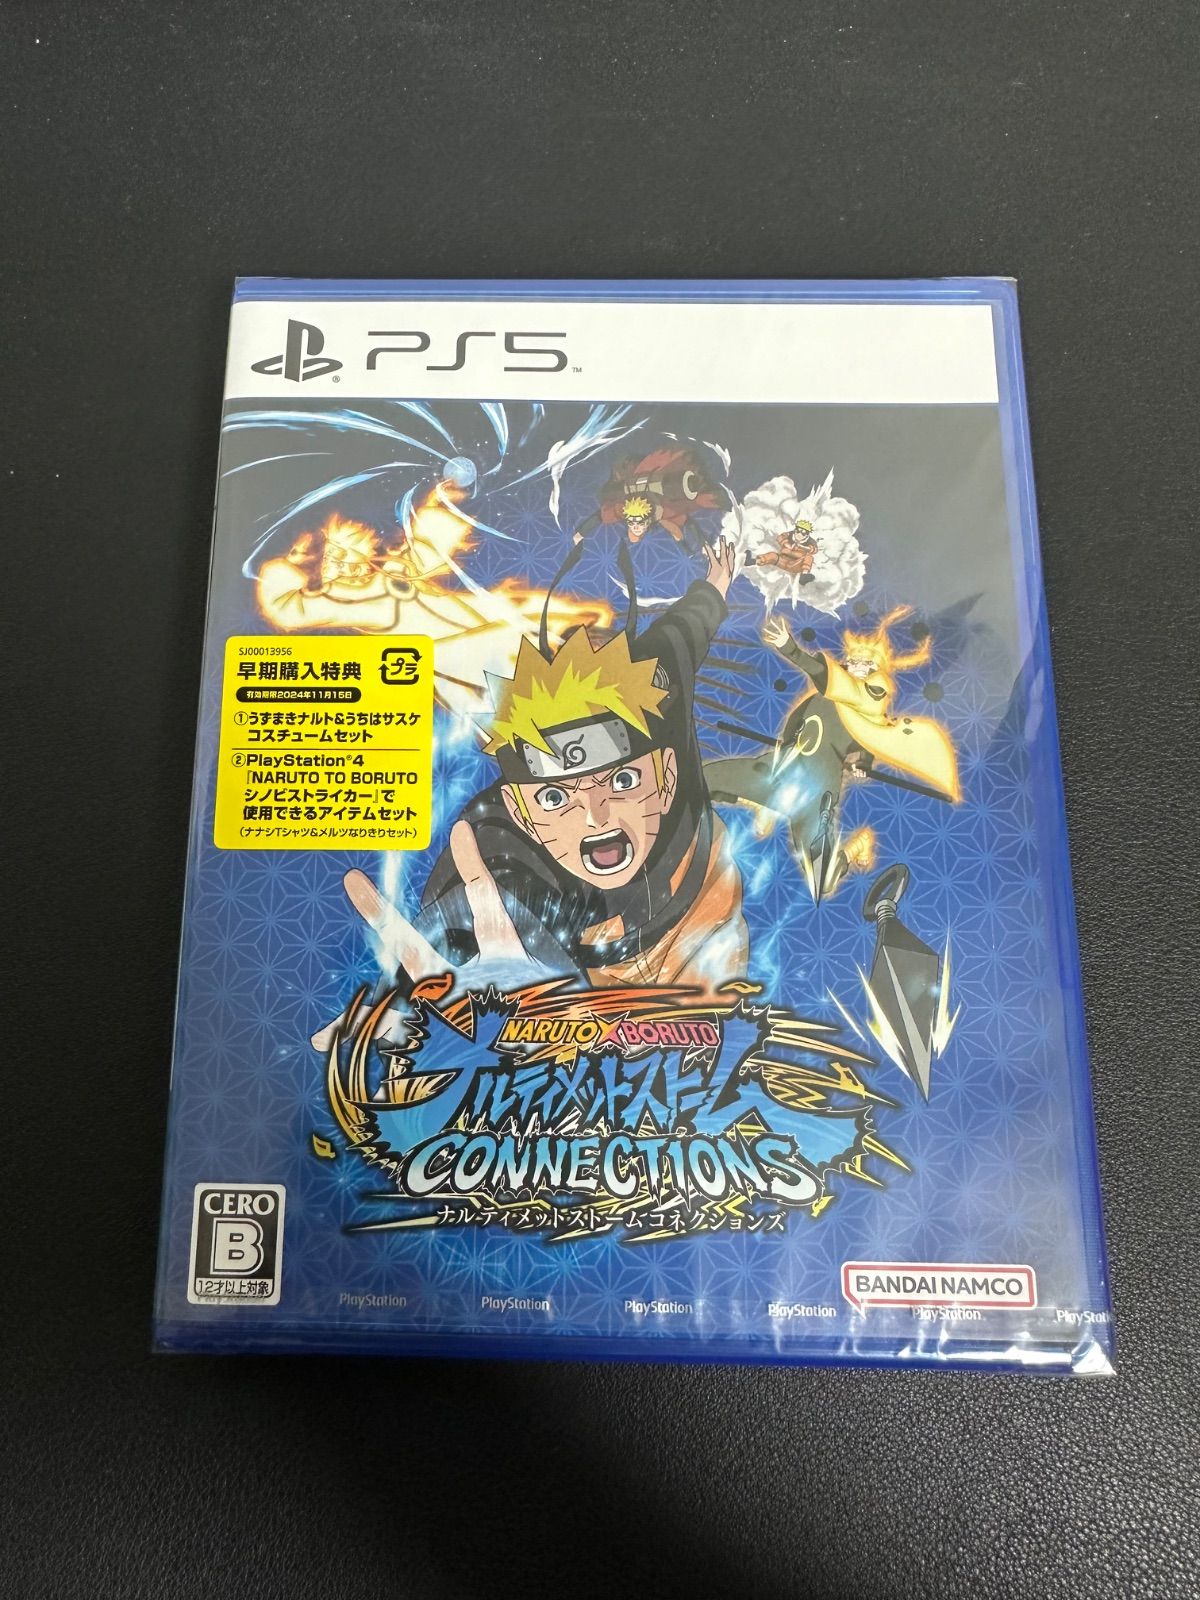 PS5™
SJ00013956
早期購入特典
プラ
有効期限2024年11月15日
①うずまきナルト&うちはサスケ
コスチュームセット
②PlayStation®4
『NARUTO TO BORUTO
シノビストライカー』で
使用できるアイテムセット
(ナナシTシャツ&メルツなりきりセット)
NARUTO X BORUTO
ナルティメットストーム
CONNECTIONS
ナルティメットストームコネクションズ
CERO
B
12才以上対象
BANDAI NAMCO
PlayStation PlayStation PlayStation PlayStation PlayStation PlayStati